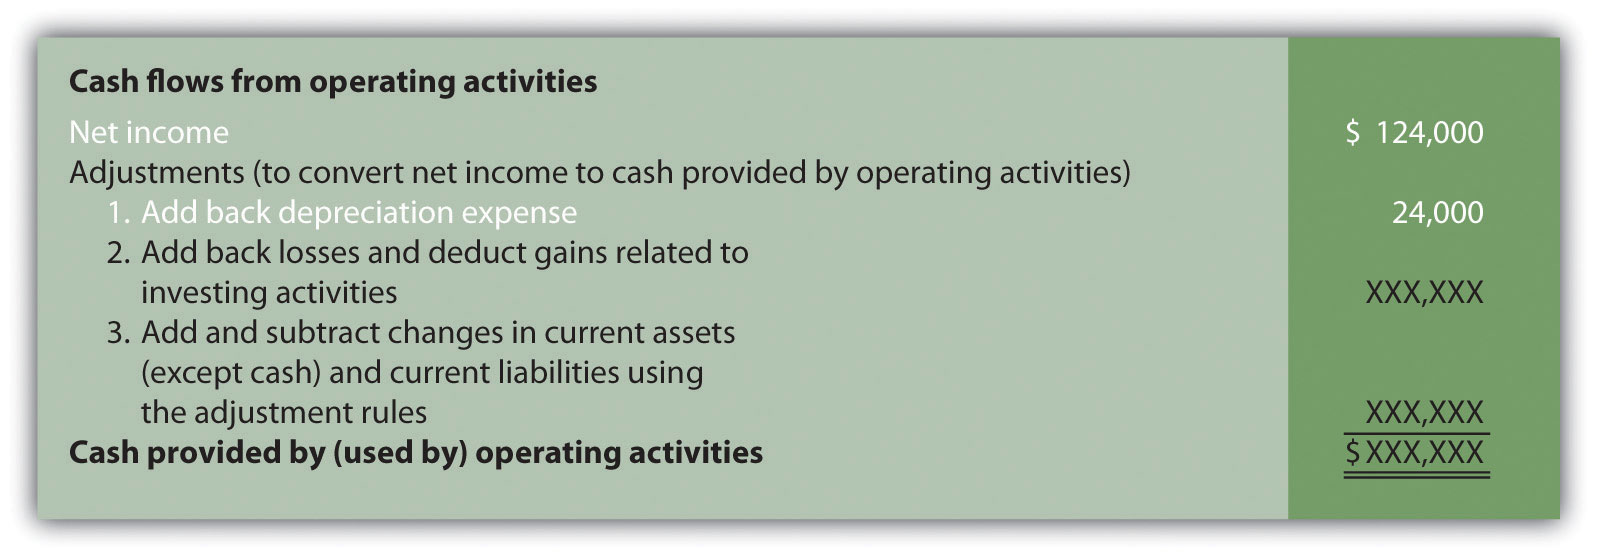 Cash flows from operating activities
Net income $ 124,000
Adjustments (to convert net income to cash provided by operating activities)
1. Add back depreciation expense 24,000
2. Add back losses and deduct gains related to
investing activities XXX,XXX
3. Add and subtract changes in current assets
(except cash) and current liabilities using
the adjustment rules XXX,XXX
Cash provided by (used by) operating activities $ XXX,XXX